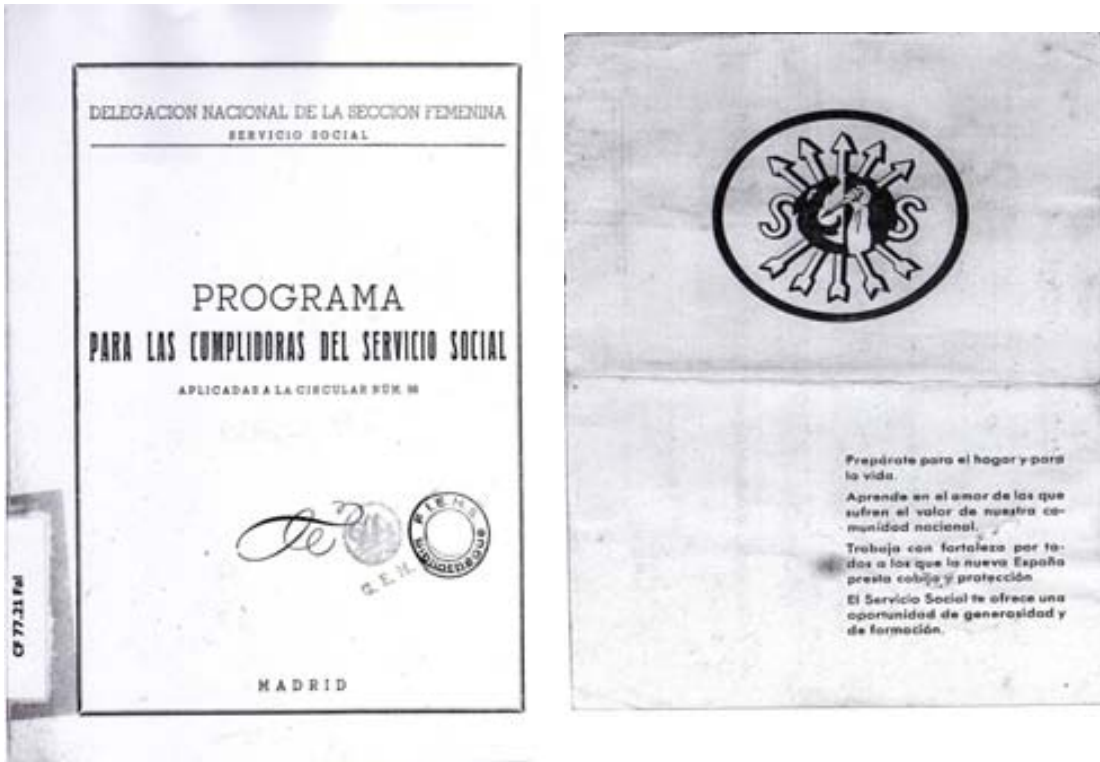 DELEGACION NACIONAL DE LA SECCION FEMENINA
SERVICIO SOCIAL
PROGRAMA
PARA LAS CUMPLIDORAS DEL SERVICIO SOCIAL
APLICADAS A LA CIRCULAR NÚM.
MADRID
CF 77.21 Fal
S S
Prepárate para el hogar y para
la vida.
Aprende en el amor de los que
sufren el valor de nuestra co-
munidad nacional.
Trabaja con fortaleza por to-
dos a los que la nueva España
presta cobijo y protección
El Servicio Social te ofrece una
oportunidad de generosidad y
de formación.